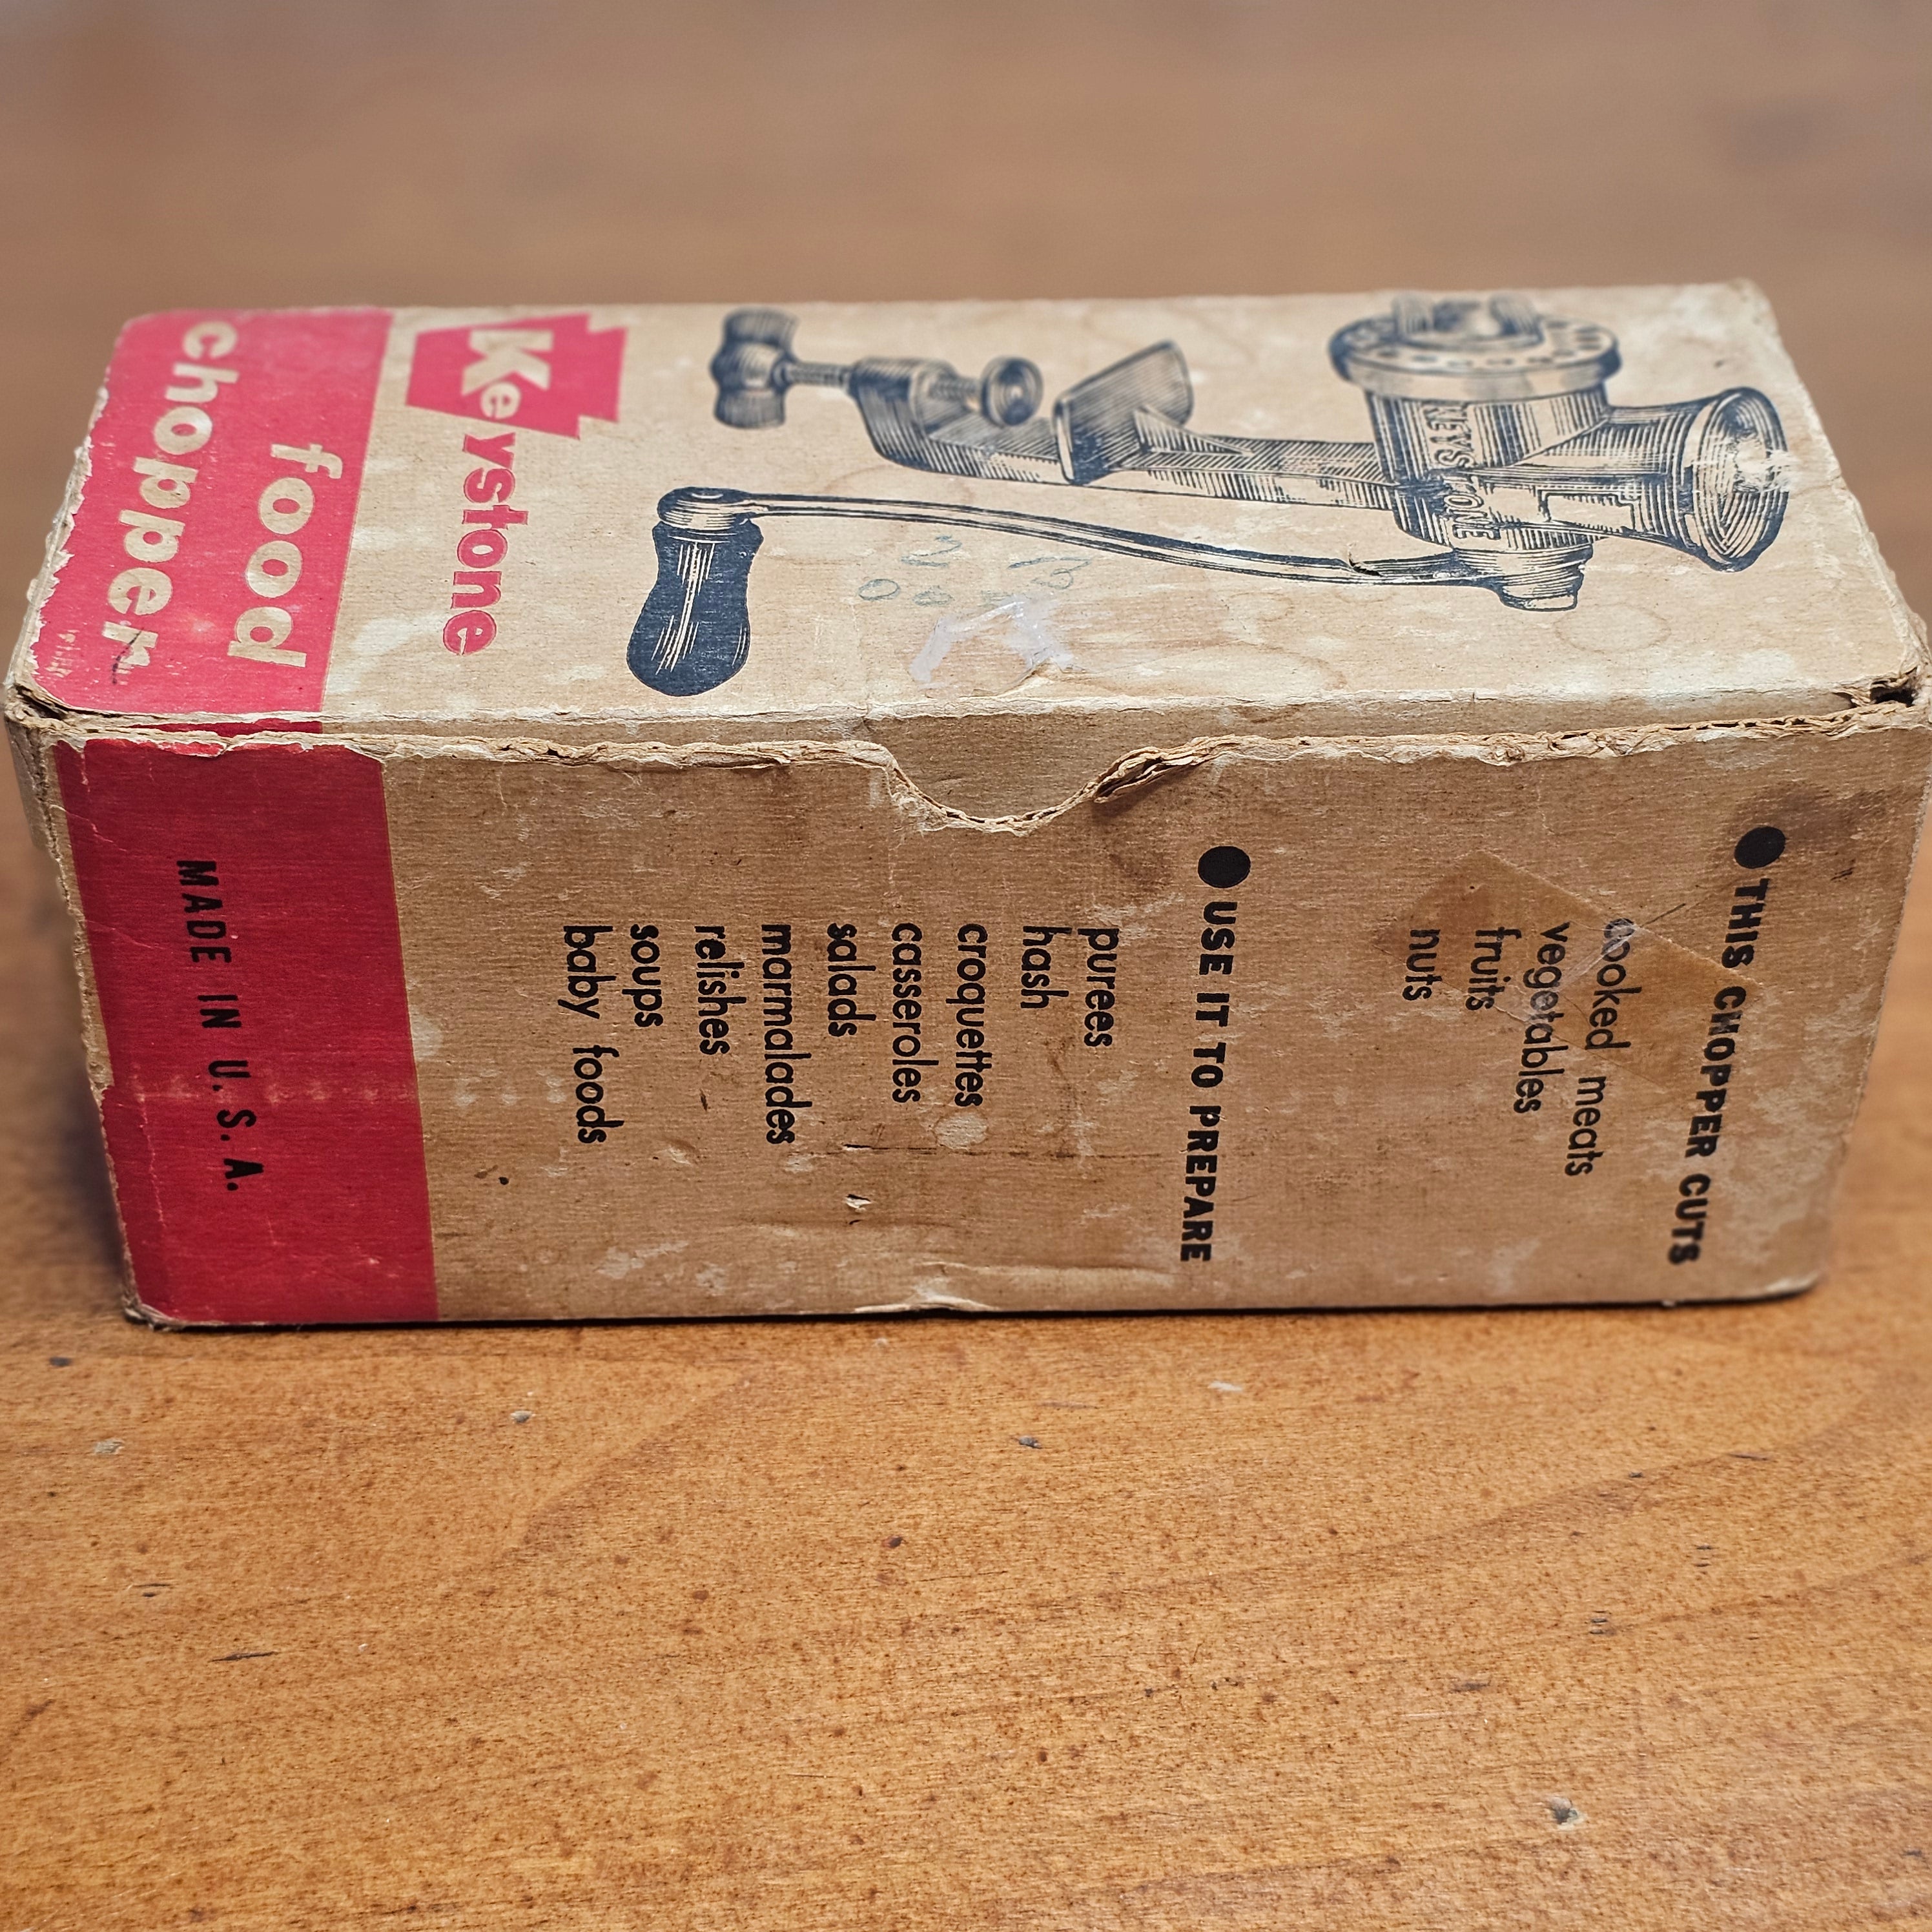 Keystone
food
chopper
KEYSTONE
● THIS CHOPPER CUTS
cooked meats
vegetables
fruits
nuts
● USE IT TO PREPARE
purees
hash
croquettes
casseroles
salads
marmalades
relishes
soups
baby foods
MADE IN U.S.A.